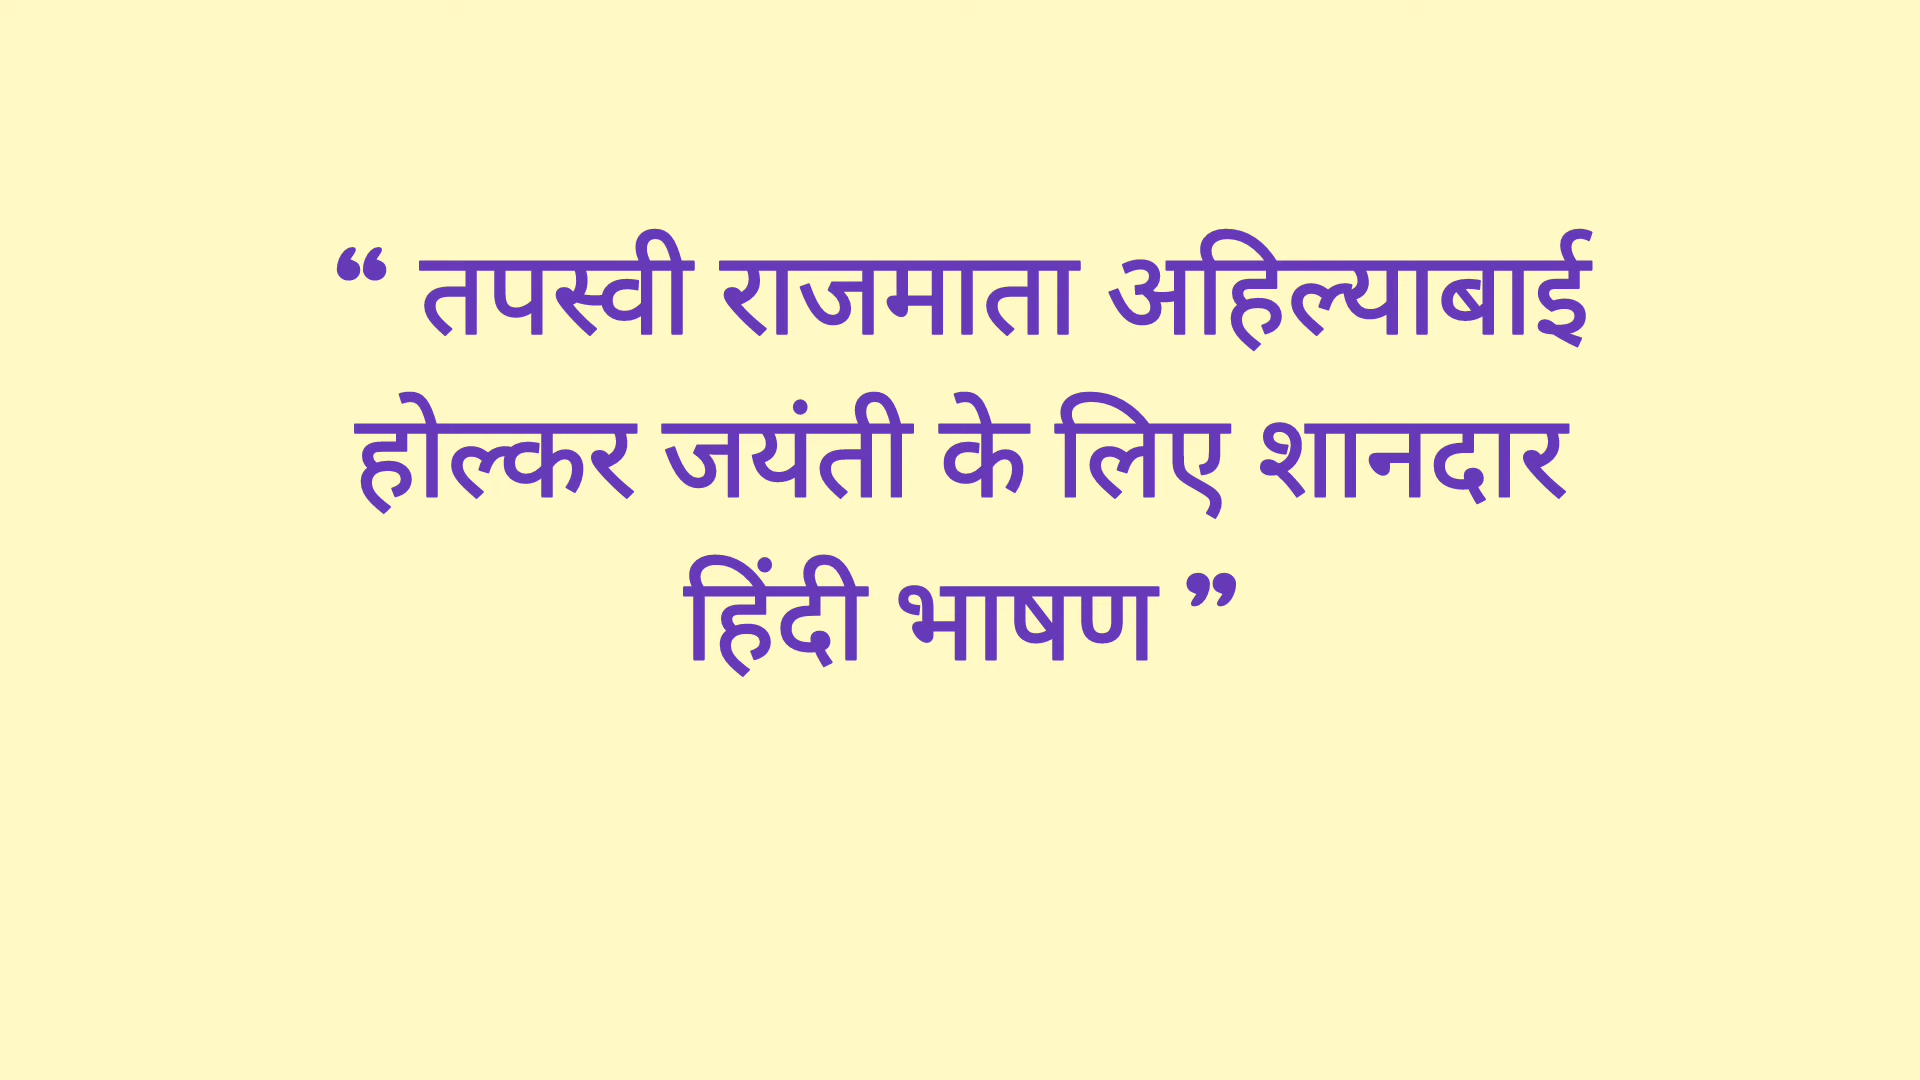 “ तपस्वी राजमाता अहिल्याबाई
होल्कर जयंती के लिए शानदार
हिंदी भाषण ”